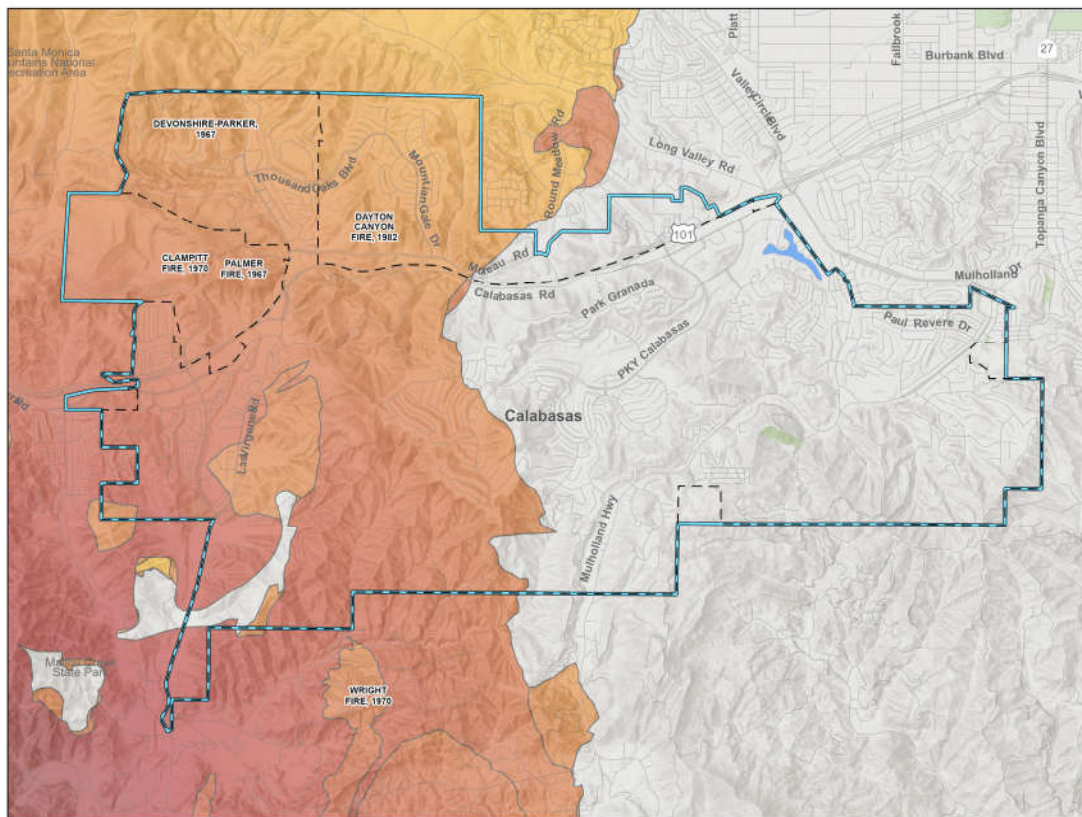 Santa Monica
Mountains National
Recreation Area
Platt
Fallbrook
Burbank Blvd
27
Valley Circle Blvd
Topanga Canyon Blvd
DEVONSHIRE-PARKER,
1967
Round Meadow Rd
Long Valley Rd
Thousand Oaks Blvd
Mountain Gate Dr
DAYTON
CANYON
FIRE, 1982
101
CLAMPITT
FIRE, 1970
PALMER
FIRE, 1967
Mureau Rd
Calabasas Rd
Park Granada
Mulholland Dr
Paul Revere Dr
PKY Calabasas
Rd
Calabasas
Las Virgenes Rd
Mulholland Hwy
State Park
WRIGHT
FIRE, 1970